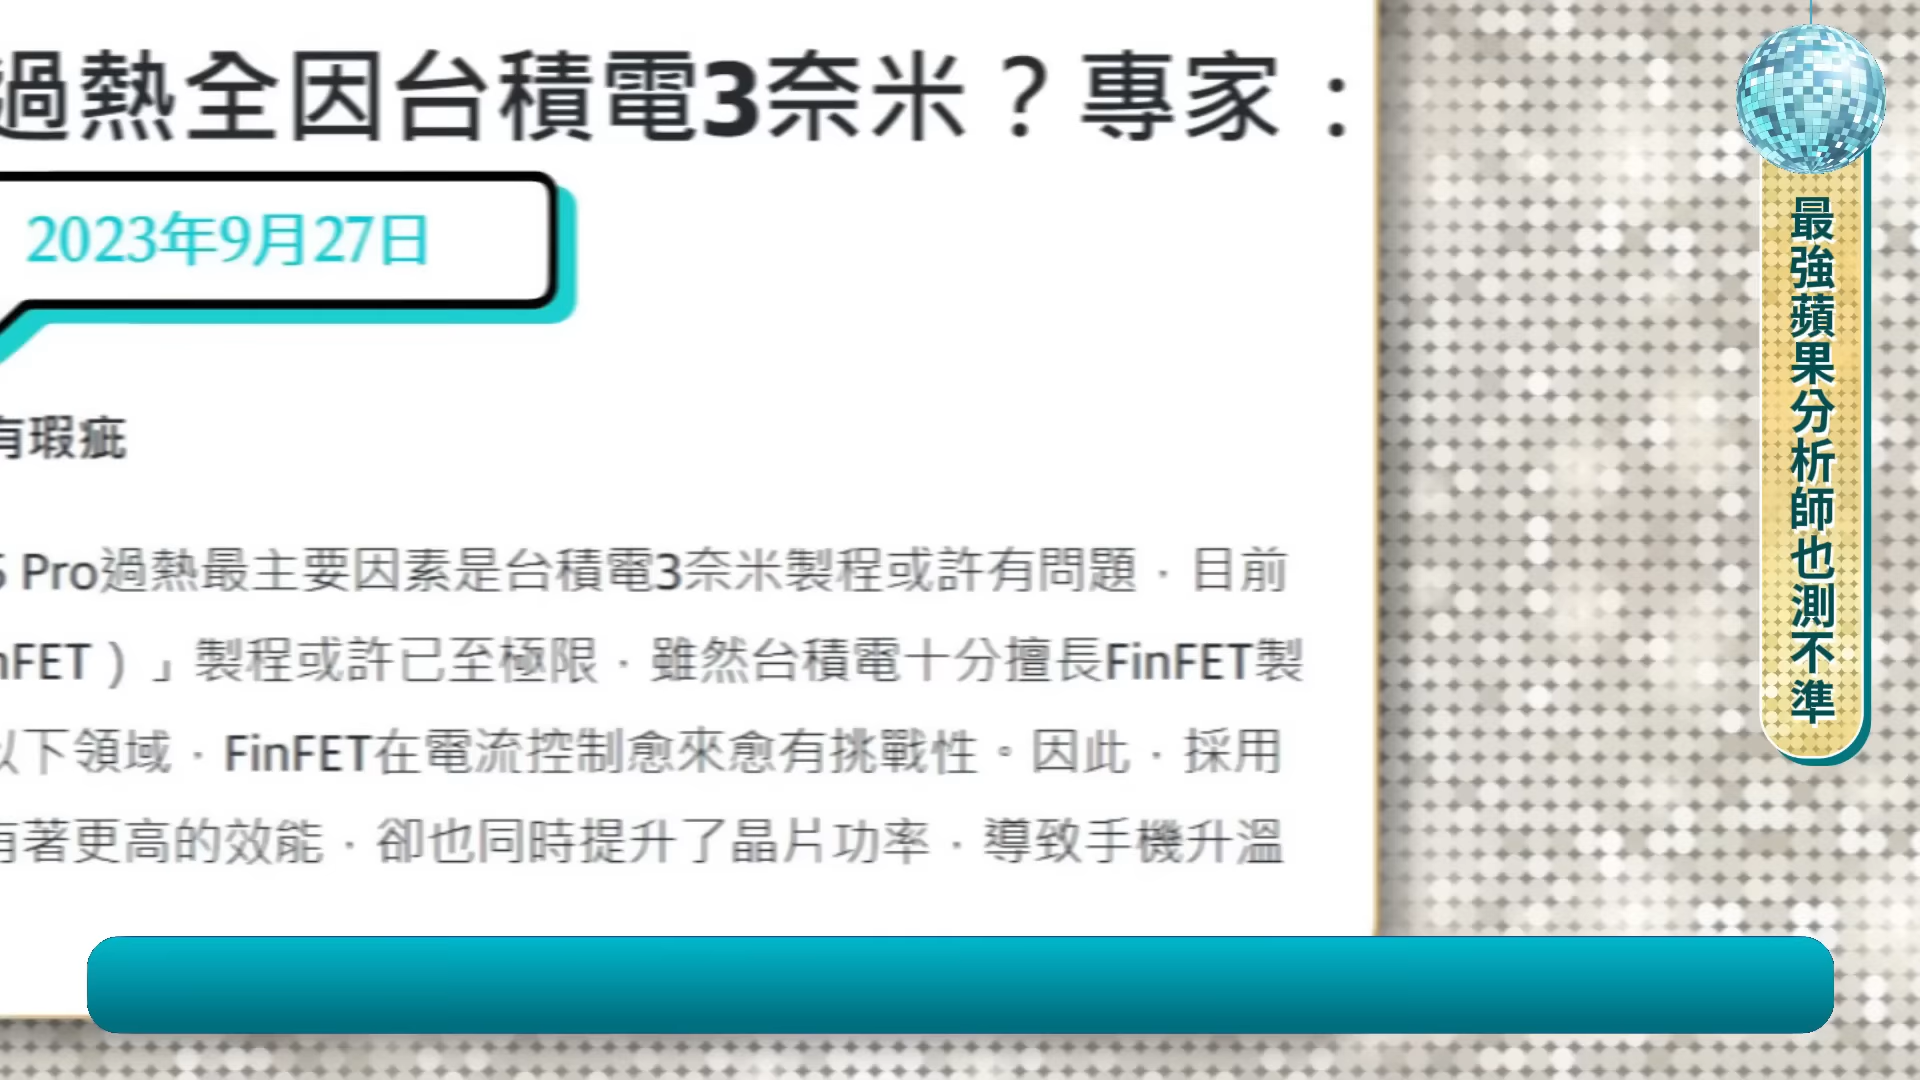 過熱全因台積電3奈米？專家：
2023年9月27日
有瑕疵
Pro過熱最主要因素是台積電3奈米製程或許有問題，目前
nFET）」製程或許已至極限，雖然台積電十分擅長FinFET製
以下領域，FinFET在電流控制愈來愈有挑戰性。因此，採用
有著更高的效能，卻也同時提升了晶片功率，導致手機升溫
最強蘋果分析師也測不準